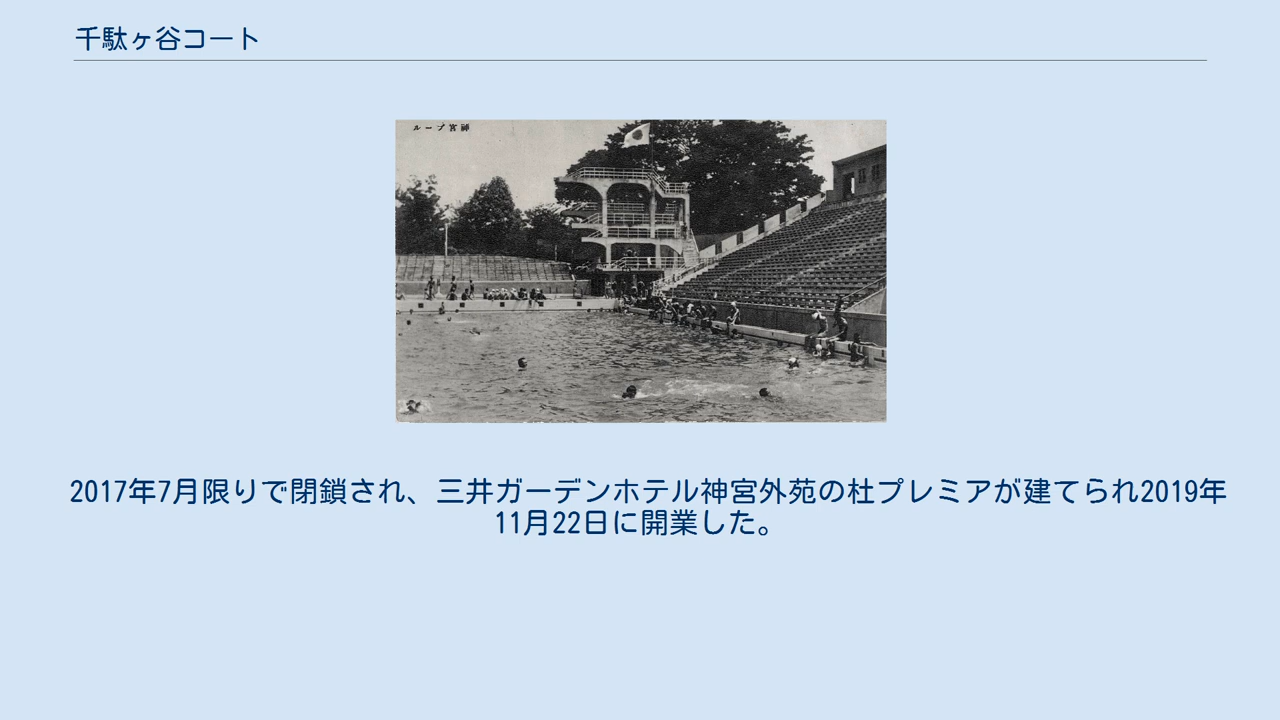 千駄ヶ谷コート
ループ宮神
2017年7月限りで閉鎖され、三井ガーデンホテル神宮外苑の杜プレミアが建てられ2019年
11月22日に開業した。